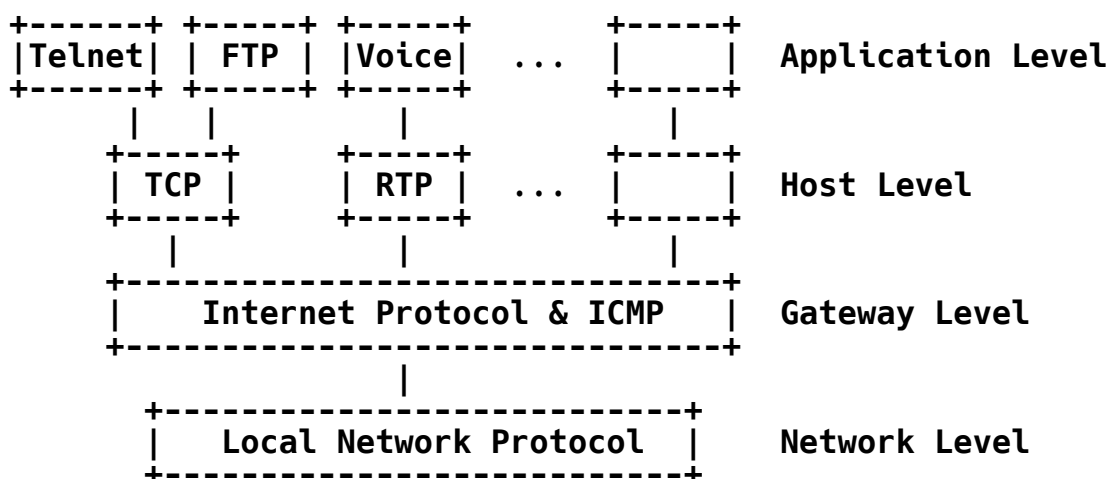 +------+ +-----+ +-----+       +-----+
|Telnet| | FTP | |Voice|  ...  |     |  Application Level
+------+ +-----+ +-----+       +-----+
      |   |         |             |
     +-----+     +-----+       +-----+
     | TCP |     | RTP |  ...  |     |  Host Level
     +-----+     +-----+       +-----+
        |           |             |
     +-------------------------------+
     |    Internet Protocol & ICMP   |  Gateway Level
     +-------------------------------+
                    |
       +---------------------------+
       |   Local Network Protocol  |    Network Level
       +---------------------------+